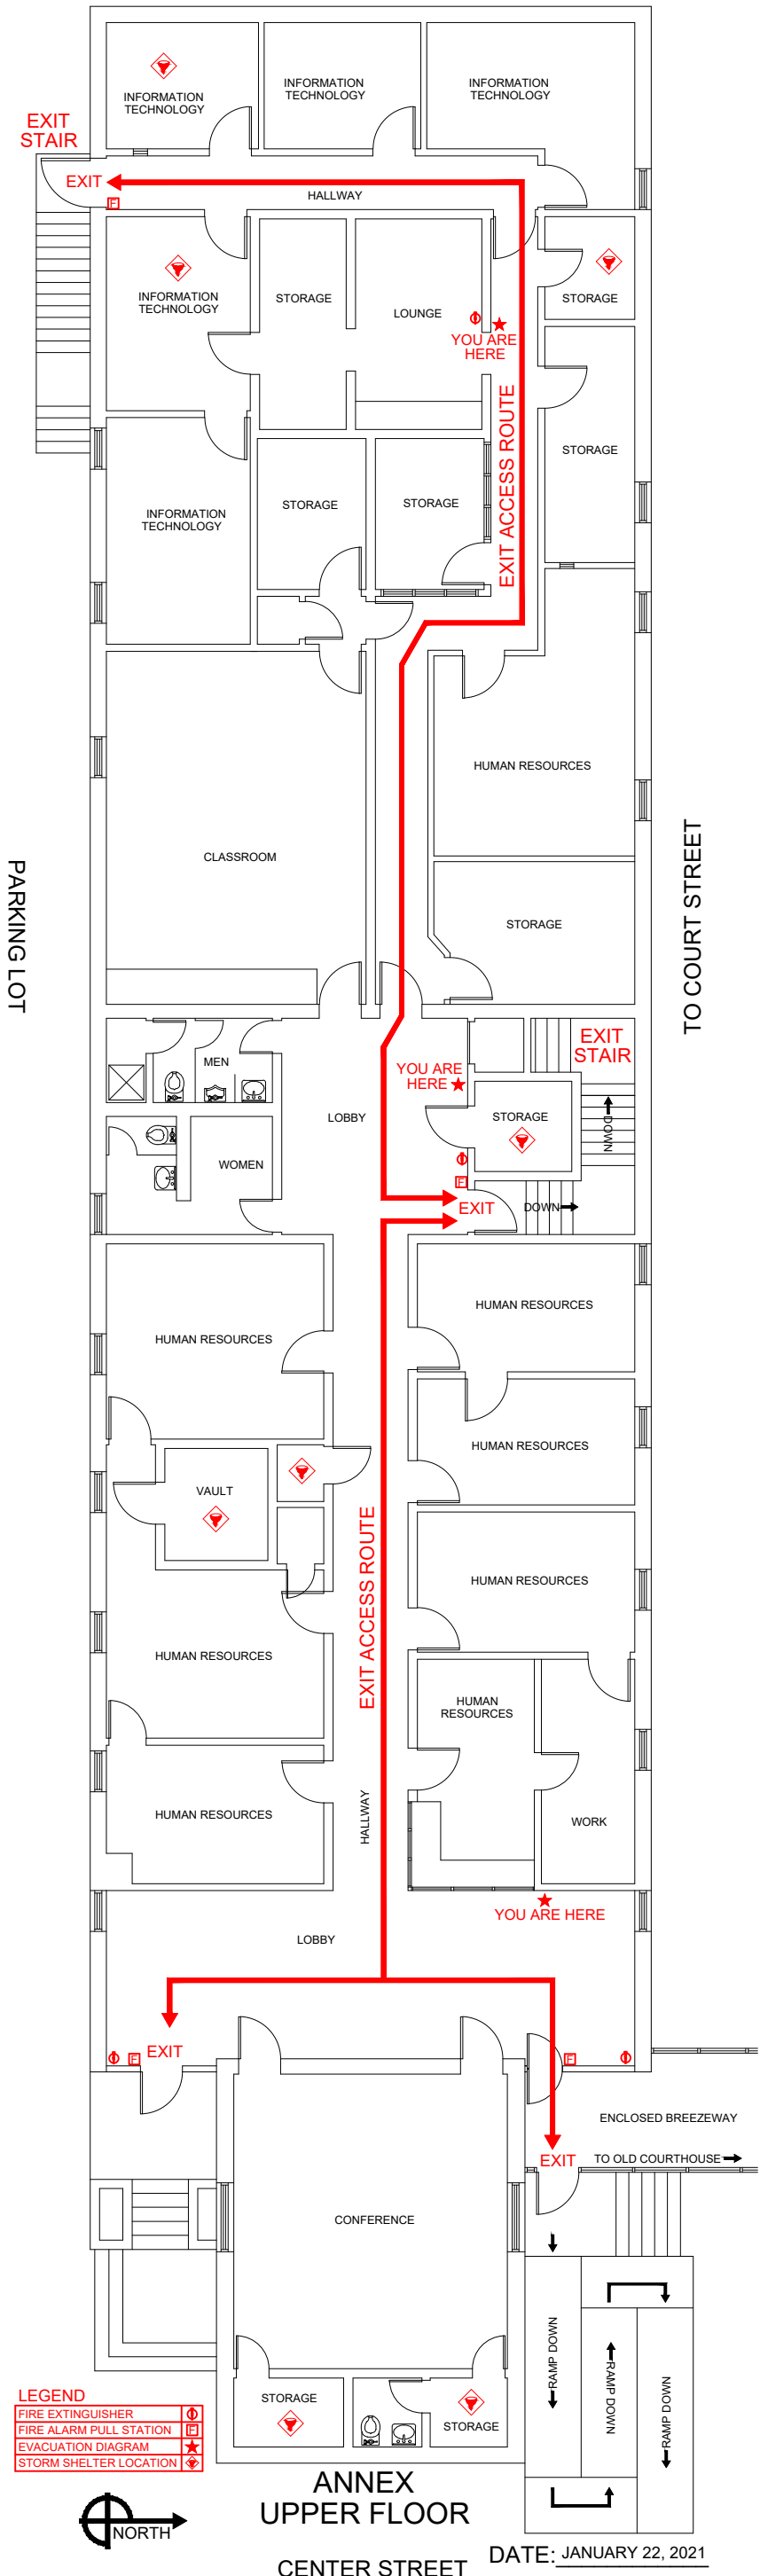 INFORMATION
TECHNOLOGY
INFORMATION
TECHNOLOGY
INFORMATION
TECHNOLOGY
EXIT
STAIR
EXIT
F
HALLWAY
INFORMATION
TECHNOLOGY
STORAGE
LOUNGE
STORAGE
YOU ARE
HERE
EXIT ACCESS ROUTE
STORAGE
INFORMATION
TECHNOLOGY
STORAGE
STORAGE
HUMAN RESOURCES
CLASSROOM
STORAGE
PARKING LOT
TO COURT STREET
MEN
YOU ARE
HERE
EXIT
STAIR
LOBBY
STORAGE
DOWN
WOMEN
F
EXIT
DOWN
HUMAN RESOURCES
HUMAN RESOURCES
HUMAN RESOURCES
VAULT
EXIT ACCESS ROUTE
HUMAN RESOURCES
HUMAN RESOURCES
HUMAN
RESOURCES
HUMAN RESOURCES
HALLWAY
WORK
YOU ARE HERE
LOBBY
F
EXIT
F
ENCLOSED BREEZEWAY
EXIT
TO OLD COURTHOUSE
CONFERENCE
RAMP DOWN
RAMP DOWN
RAMP DOWN
STORAGE
STORAGE
LEGEND
FIRE EXTINGUISHER
FIRE ALARM PULL STATION F
EVACUATION DIAGRAM
STORM SHELTER LOCATION
NORTH
ANNEX
UPPER FLOOR
CENTER STREET
DATE: JANUARY 22, 2021